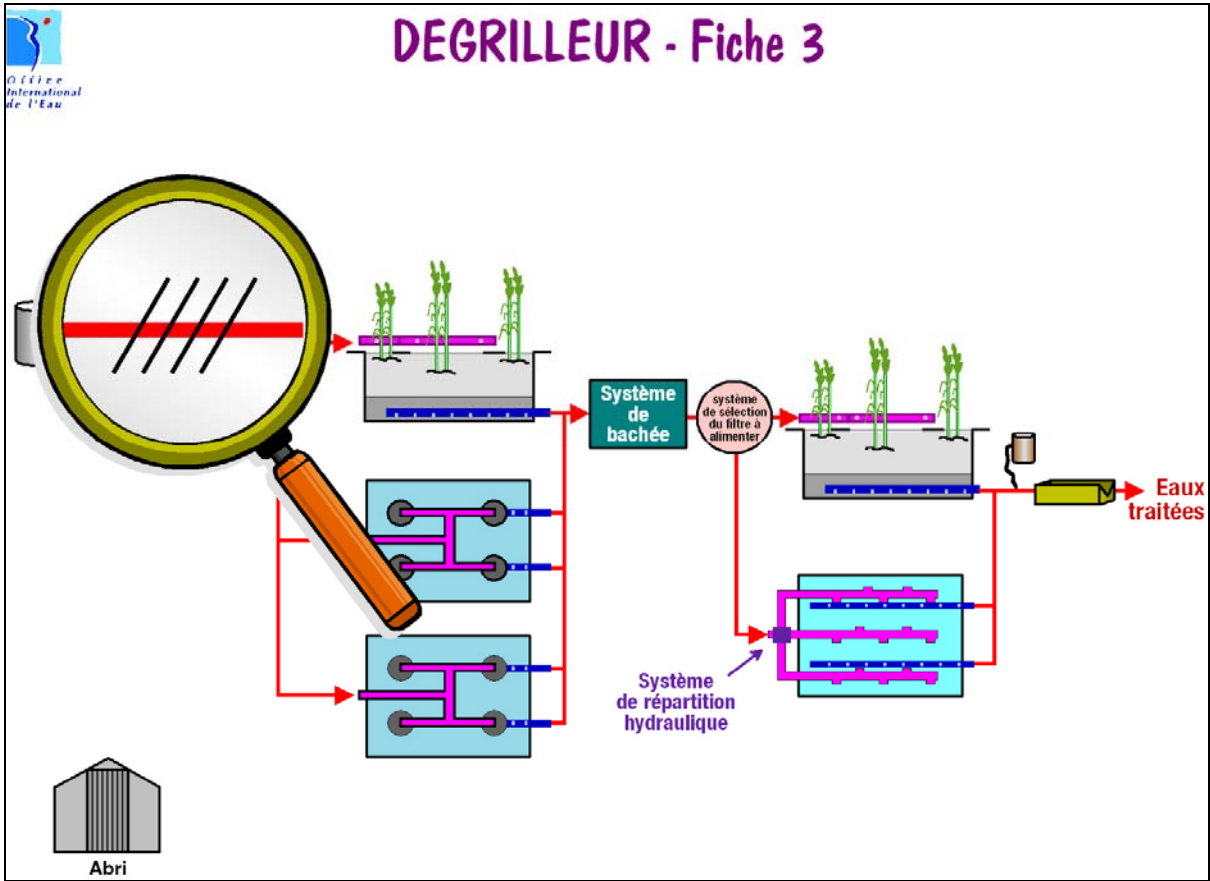 DEGRILLEUR - Fiche 3
Office
International
de l'Eau
Système
de
bachée
système
de sélection
du filtre à
alimenter
Eaux
traitées
Système
de répartition
hydraulique
Abri